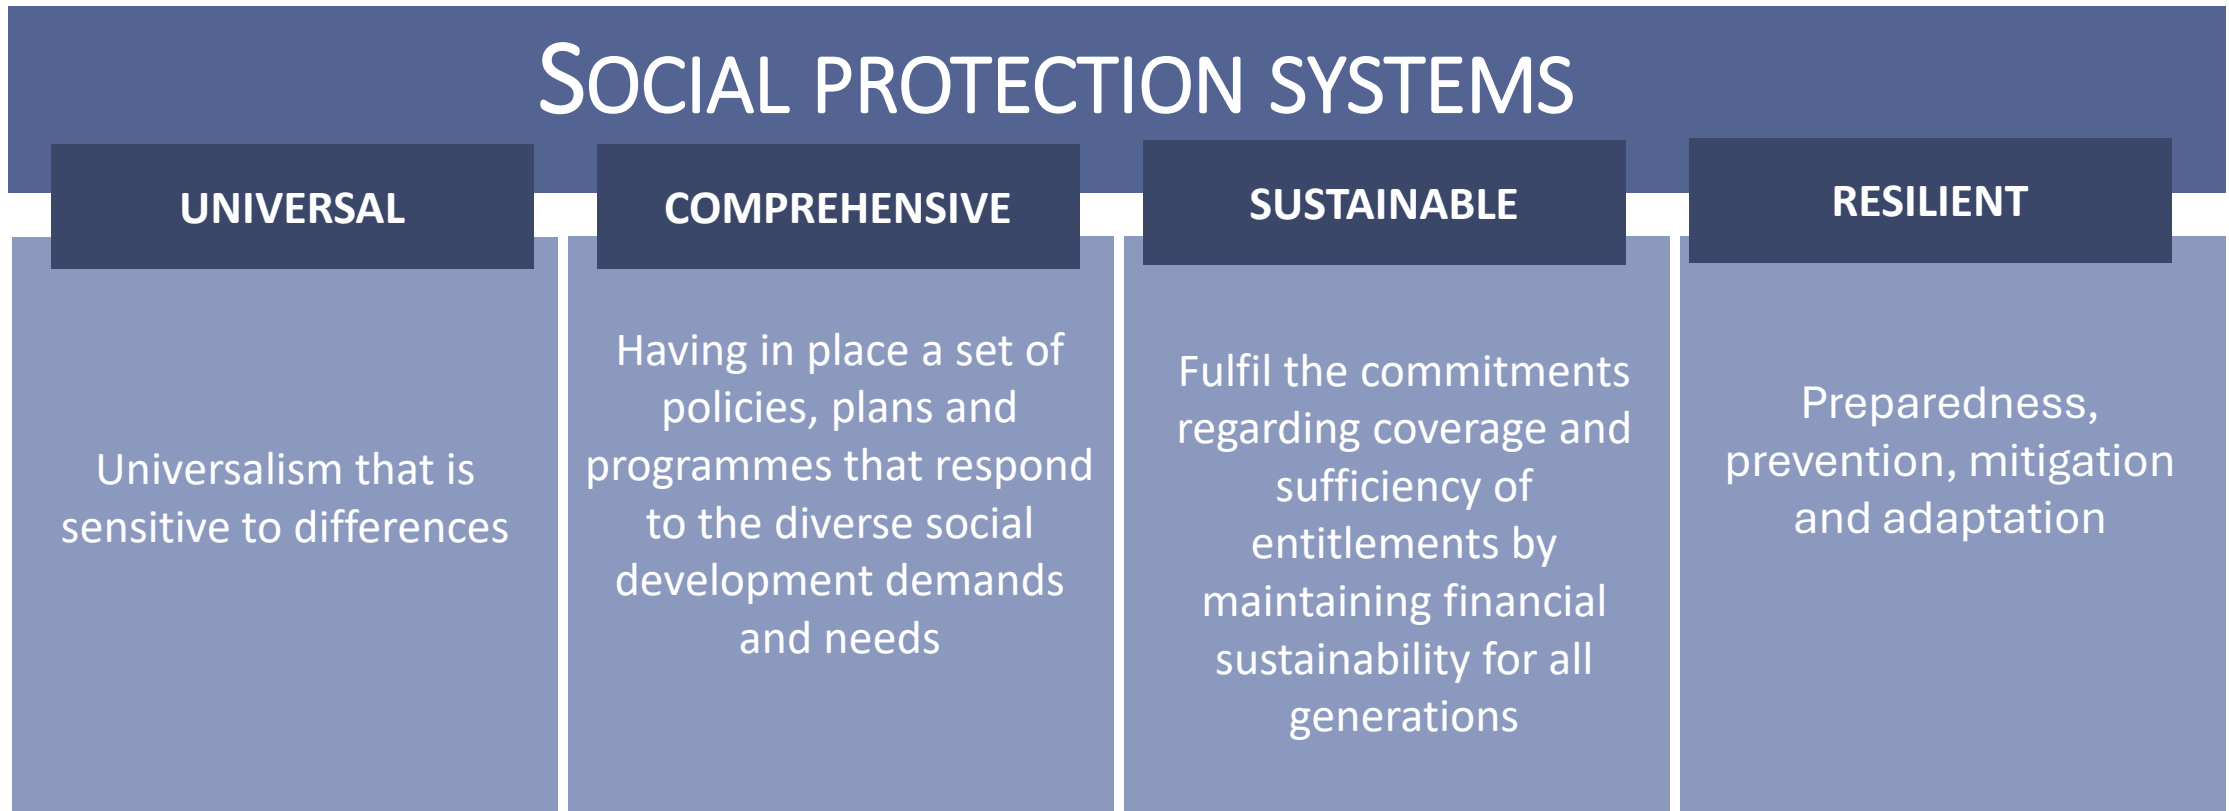 SOCIAL PROTECTION SYSTEMS
UNIVERSAL
Universalism that is
sensitive to differences
COMPREHENSIVE
Having in place a set of
policies, plans and
programmes that respond
to the diverse social
development demands
and needs
SUSTAINABLE
Fulfil the commitments
regarding coverage and
sufficiency of
entitlements by
maintaining financial
sustainability for all
generations
RESILIENT
Preparedness,
prevention, mitigation
and adaptation